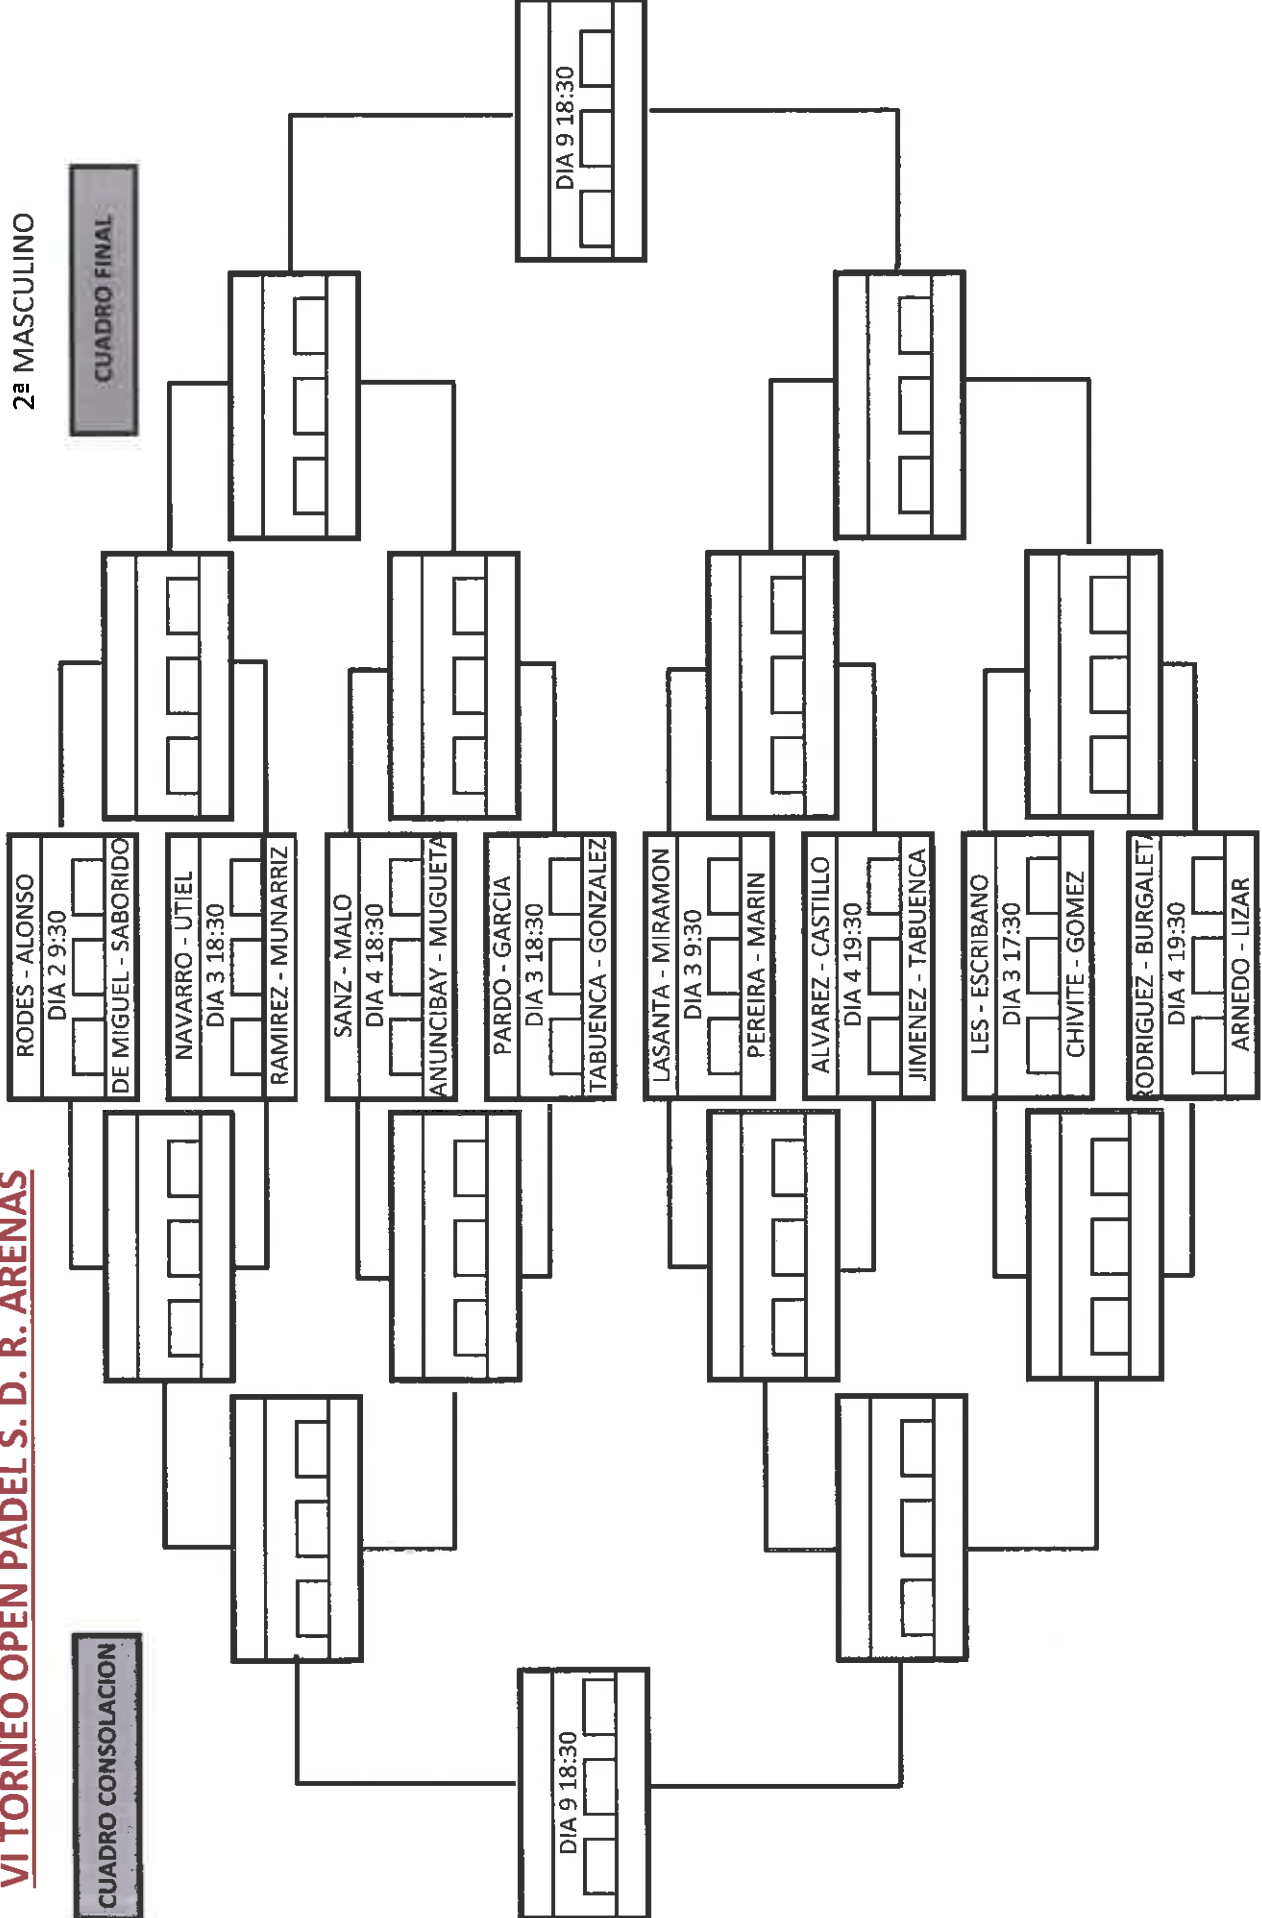 VI TORNEO OPEN PADEL S. D. R. ARENAS
2ª MASCULINO
CUADRO CONSOLACION
CUADRO FINAL
RODES - ALONSO
DIA 2 9:30
DE MIGUEL - SABORIDO
NAVARRO - UTIEL
DIA 3 18:30
RAMIREZ - MUNARRIZ
SANZ - MALO
DIA 4 18:30
ANUNCIBAY - MUGUETA
PARDO - GARCIA
DIA 3 18:30
TABUENCA - GONZALEZ
DIA 9 18:30
DIA 9 18:30
LASANTA - MIRAMON
DIA 3 9:30
PEREIRA - MARIN
ALVAREZ - CASTILLO
DIA 4 19:30
JIMENEZ - TABUENCA
LES - ESCRIBANO
DIA 3 17:30
CHIVITE - GOMEZ
RODRIGUEZ - BURGALETA
DIA 4 19:30
ARNEDO - LIZAR